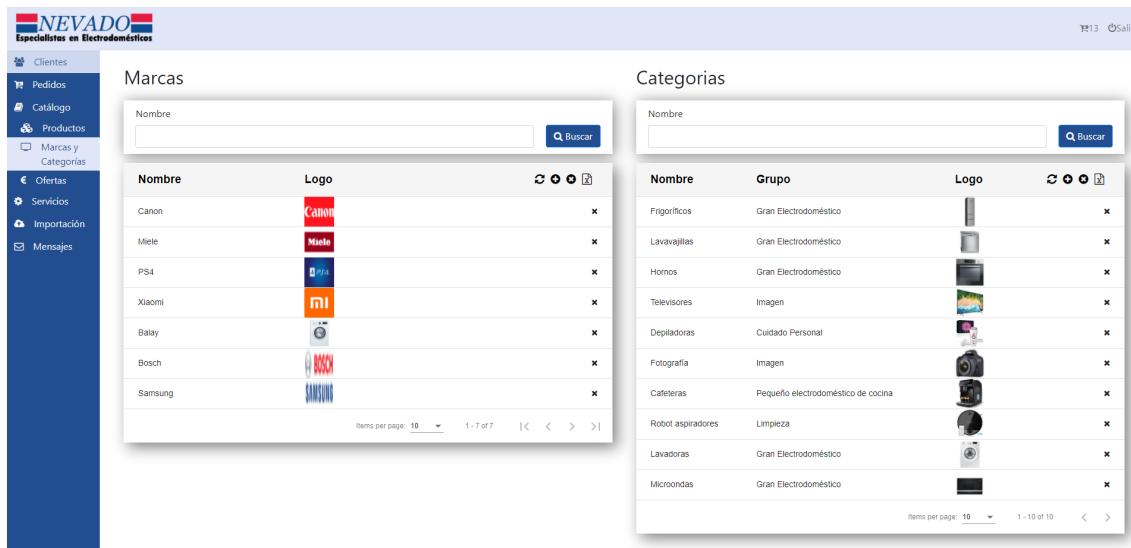 NEVADO
Especialistas en Electrodomésticos
13 Sali
Clientes
Pedidos
Catálogo
Productos
Marcas y
Categorías
Ofertas
Servicios
Importación
Mensajes
Marcas
Nombre
Buscar
Nombre Logo
Canon Canon
Miele Miele
PS4 PS4
Xiaomi mi
Balay
Bosch BOSCH
Samsung SAMSUNG
Items per page: 10 1 - 7 of 7
Categorias
Nombre
Buscar
Nombre Grupo Logo
Frigoríficos Gran Electrodoméstico
Lavavajillas Gran Electrodoméstico
Hornos Gran Electrodoméstico
Televisores Imagen
Depiladoras Cuidado Personal
Fotografía Imagen
Cafeteras Pequeño electrodoméstico de cocina
Robot aspiradores Limpieza
Lavadoras Gran Electrodoméstico
Microondas Gran Electrodoméstico
Items per page: 10 1 - 10 of 10